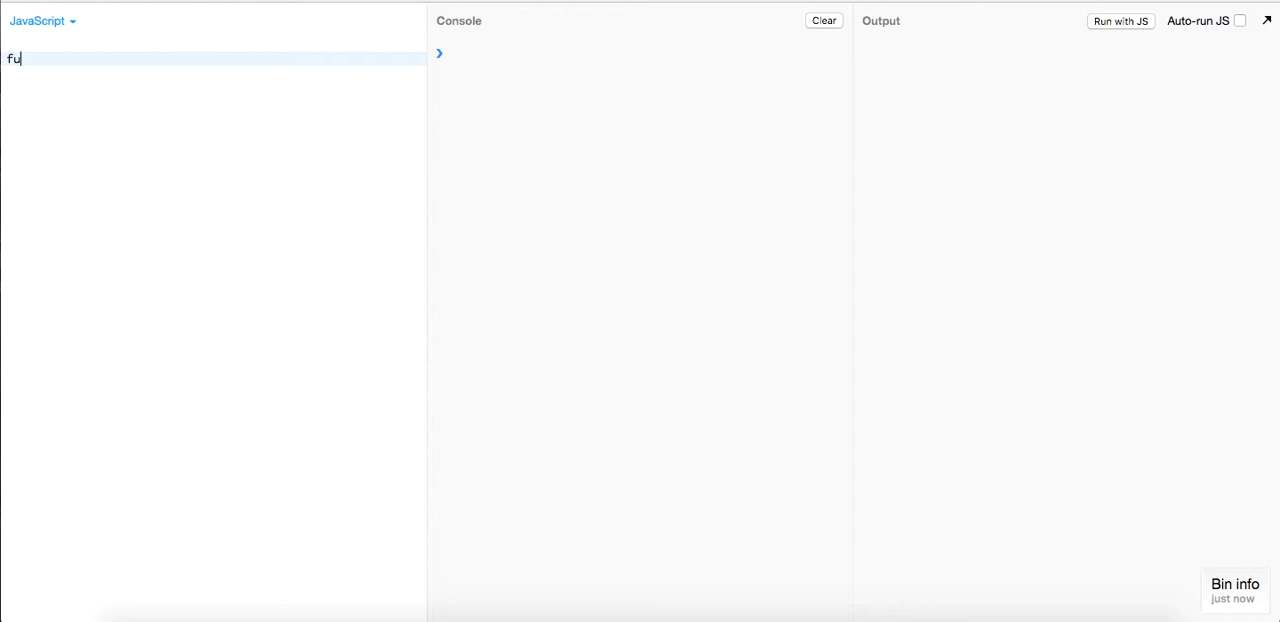 JavaScript
fu
Console
Clear
Output
Run with JS
Auto-run JS
Bin info
just now